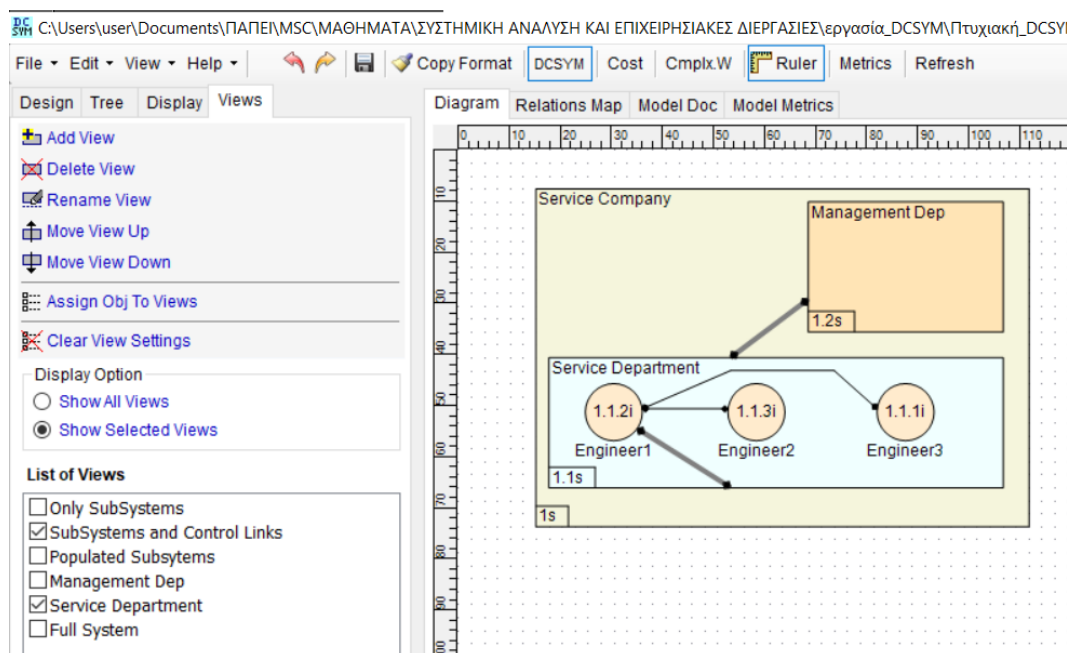 DC SYM C:\Users\user\Documents\ΠΑΠΕΙ\MSC\ΜΑΘΗΜΑΤΑ\ΣΥΣΤΗΜΙΚΗ ΑΝΑΛΥΣΗ ΚΑΙ ΕΠΙΧΕΙΡΗΣΙΑΚΕΣ ΔΙΕΡΓΑΣΙΕΣ\εργασία_DCSYM\Πτυχιακή_DCSYM
File Edit View Help Copy Format DCSYM Cost Cmplx.W Ruler Metrics Refresh
Design Tree Display Views
Diagram Relations Map Model Doc Model Metrics
Add View
Delete View
Rename View
Move View Up
Move View Down
Assign Obj To Views
Clear View Settings
Display Option
Show All Views
Show Selected Views
List of Views
Only SubSystems
SubSystems and Control Links
Populated Subsytems
Management Dep
Service Department
Full System
0 10 20 30 40 50 60 70 80 90 100 110
10
20
30
40
50
60
70
80
90
Service Company
Management Dep
1.2s
Service Department
1.1.2i 1.1.3i 1.1.1i
Engineer1 Engineer2 Engineer3
1.1s
1s